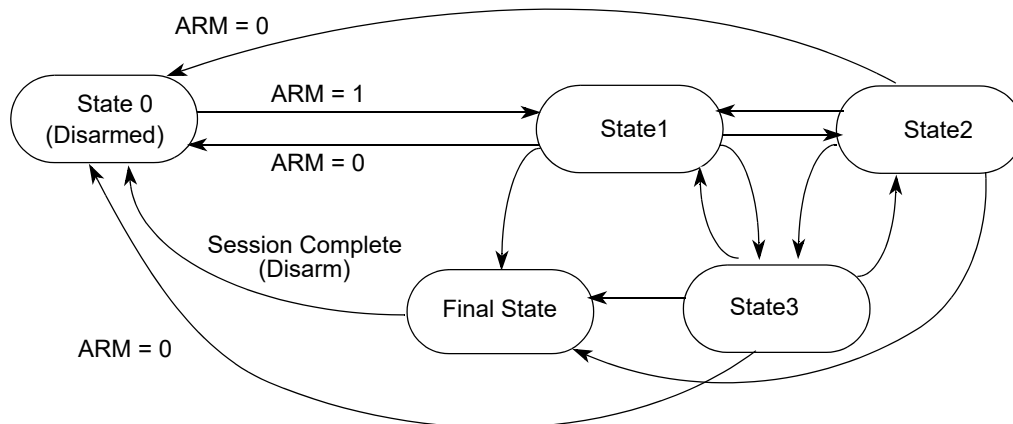 ARM = 0
State 0
(Disarmed)
ARM = 1
ARM = 0
State1
State2
Session Complete
(Disarm)
Final State
State3
ARM = 0